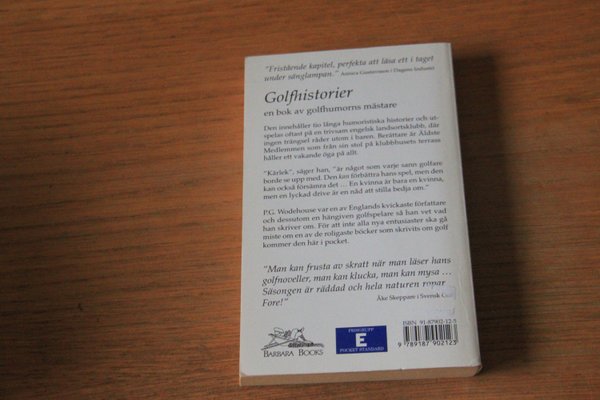 "Fristående kapitel, perfekta att läsa ett i taget
under sänglampan." Annica Gustavsson i Dagens Industri
Golfhistorier
en bok av golfhumorns mästare
Den innehåller tio långa humoristiska historier och ut-
spelas oftast på en trivsam engelsk landsortsklubb, där
ingen trängsel råder utom i baren. Berättare är Äldste
Medlemmen som från sin stol på klubbhusets terrass
håller ett vakande öga på allt.
"Kärlek", säger han, "är något som varje sann golfare
borde se upp med. Den kan förbättra hans spel, men den
kan också försämra det ... En kvinna är bara en kvinna,
men en lyckad drive är en nåd att stilla bedja om."
P.G. Wodehouse var en av Englands kvickaste författare
och dessutom en hängiven golfspelare så han vet vad
han skriver om. För att inte alla nya entusiaster ska gå
miste om en av de roligaste böcker som skrivits om golf
kommer den här i pocket.
"Man kan frusta av skratt när man läser hans
golfnoveller, man kan klucka, man kan mysa ...
Säsongen är räddad och hela naturen ropar
Fore!"
Åke Skeppare i Svensk Golf
ISBN 91-87902-12-5
PRISGRUPP
E
POCKET STANDARD
BARBARA BOOKS
9 789187 902123